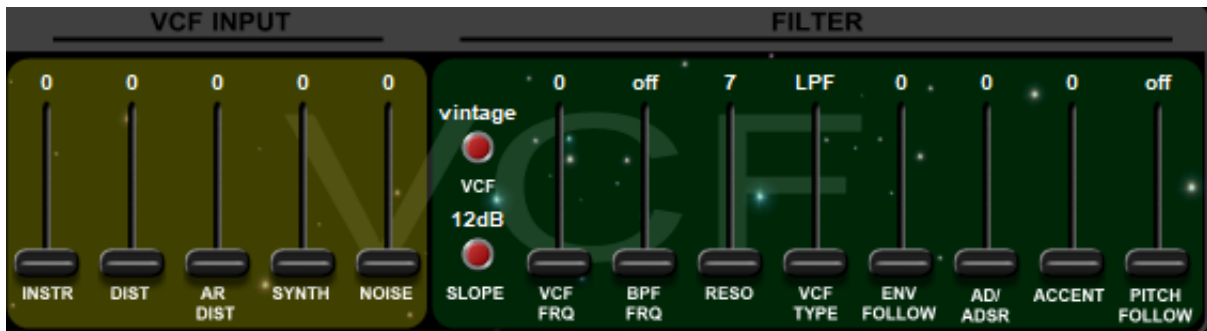 VCF INPUT
FILTER
0 0 0 0 0
0 off 7 LPF 0 0 0 off
vintage
VCF
VCF
12dB
INSTR DIST AR DIST SYNTH NOISE
SLOPE VCF FRQ BPF FRQ RESO VCF TYPE ENV FOLLOW AD/ ADSR ACCENT PITCH FOLLOW